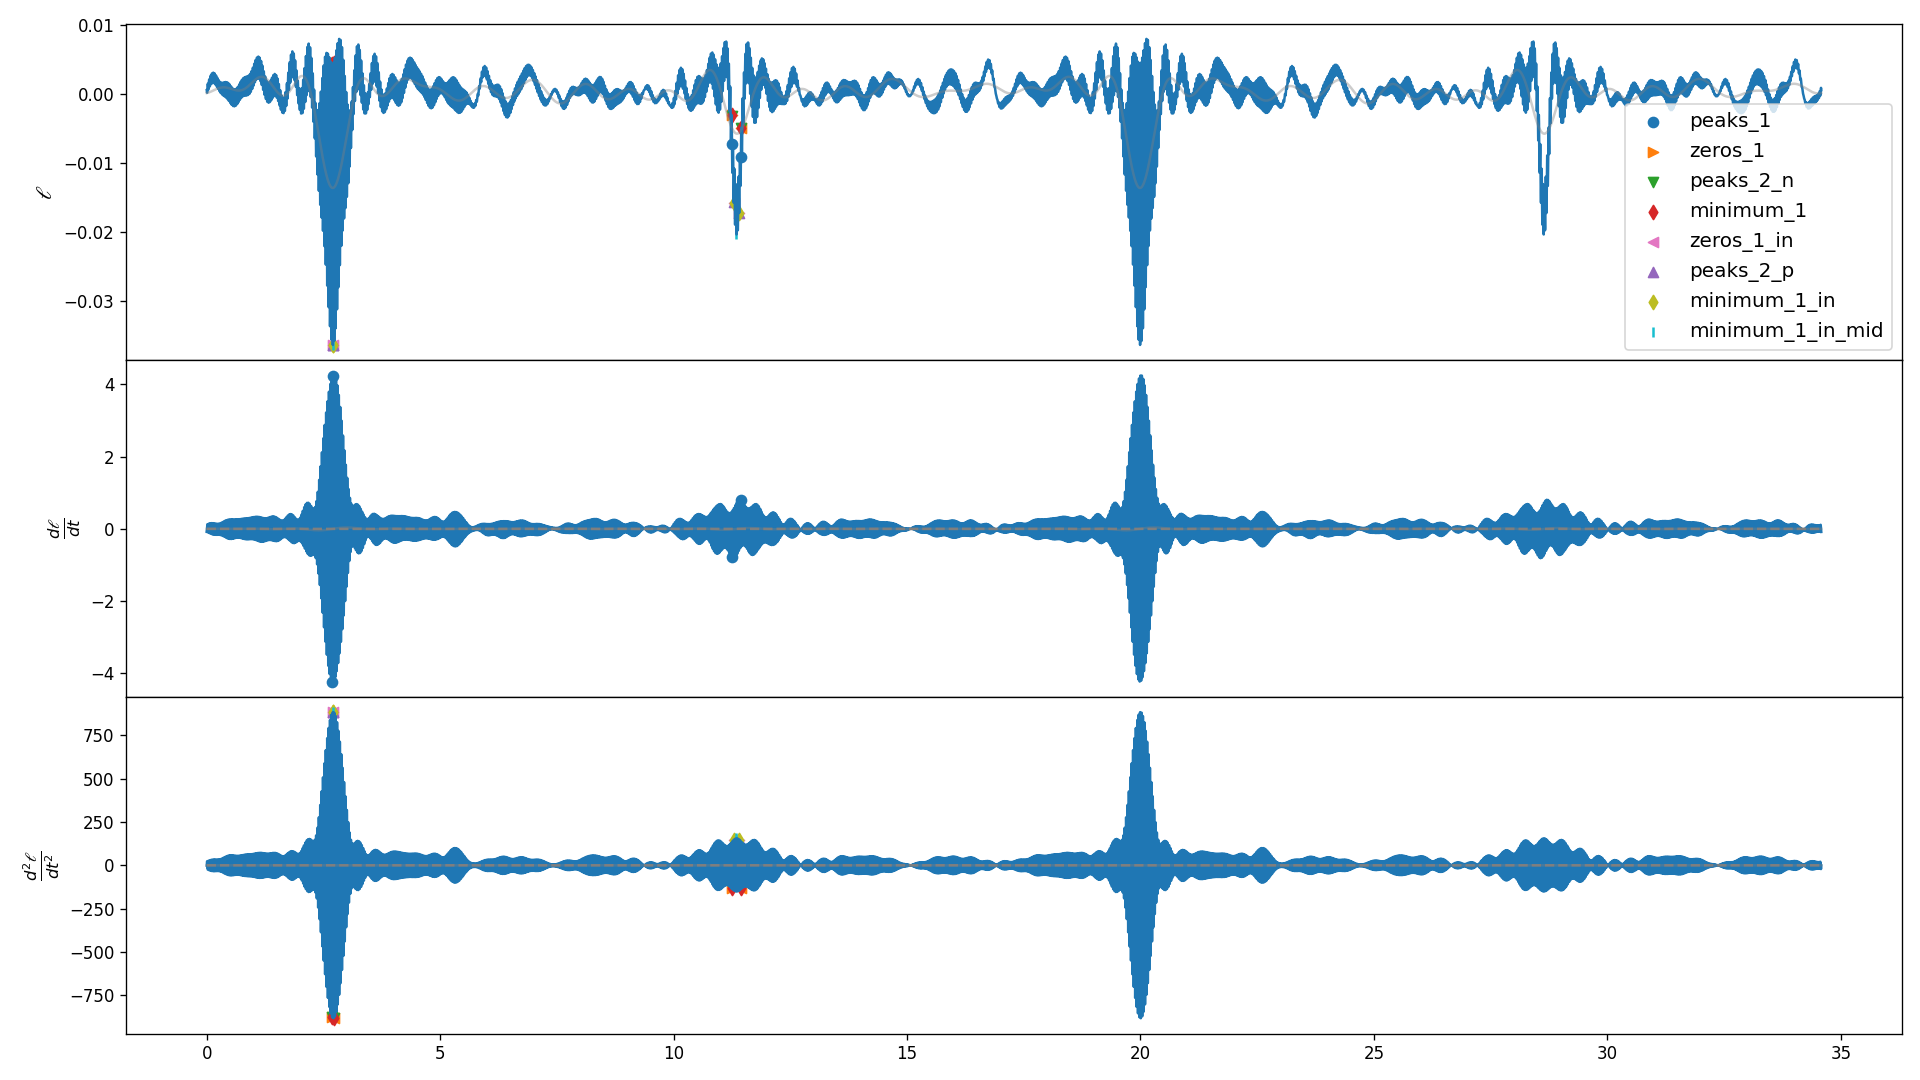 0.01
0.00
−0.01
−0.02
−0.03
ℓ
peaks_1
zeros_1
peaks_2_n
minimum_1
zeros_1_in
peaks_2_p
minimum_1_in
minimum_1_in_mid
4
2
0
−2
−4
dℓ
dt
750
500
250
0
−250
−500
−750
d²ℓ
dt²
0 5 10 15 20 25 30 35